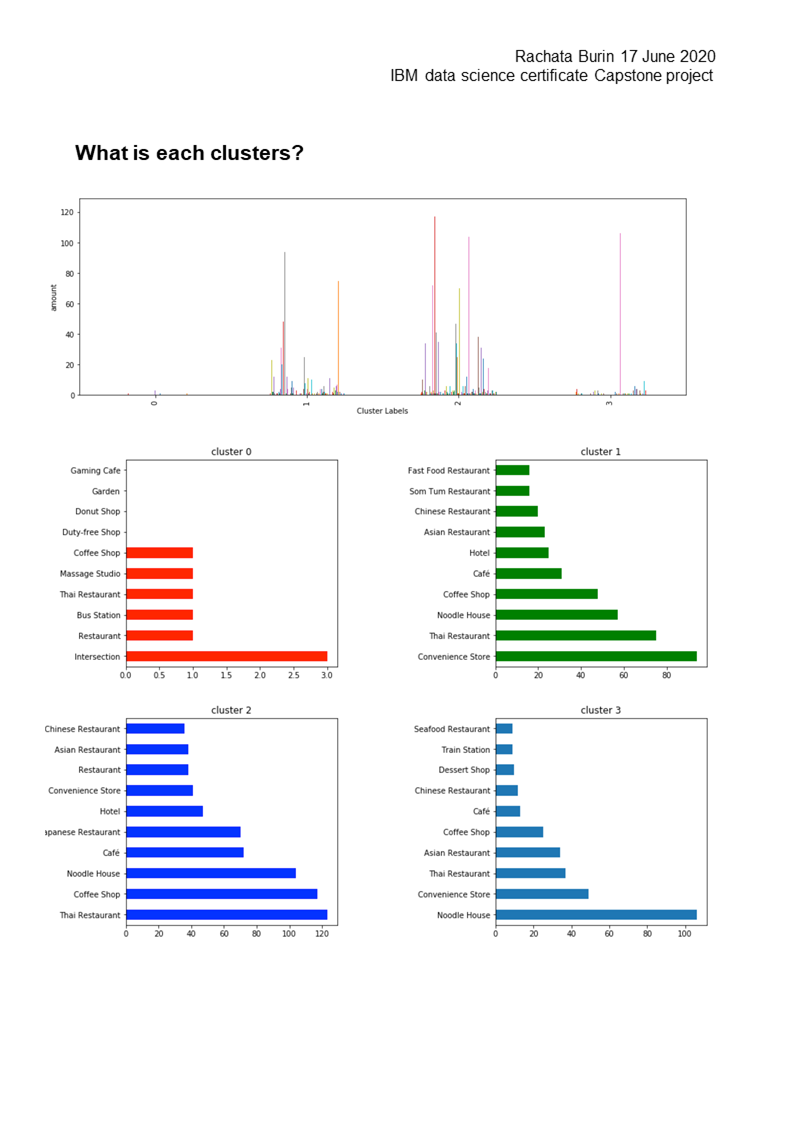 Rachata Burin 17 June 2020
IBM data science certificate Capstone project
What is each clusters?
120
100
80
60
40
20
0
amount
0
1
2
3
Cluster Labels
cluster 0
Gaming Cafe
Garden
Donut Shop
Duty-free Shop
Coffee Shop
Massage Studio
Thai Restaurant
Bus Station
Restaurant
Intersection
0.0 0.5 1.0 1.5 2.0 2.5 3.0
cluster 1
Fast Food Restaurant
Som Tum Restaurant
Chinese Restaurant
Asian Restaurant
Hotel
Café
Coffee Shop
Noodle House
Thai Restaurant
Convenience Store
0 20 40 60 80
cluster 2
Chinese Restaurant
Asian Restaurant
Restaurant
Convenience Store
Hotel
apanese Restaurant
Café
Noodle House
Coffee Shop
Thai Restaurant
0 20 40 60 80 100 120
cluster 3
Seafood Restaurant
Train Station
Dessert Shop
Chinese Restaurant
Café
Coffee Shop
Asian Restaurant
Thai Restaurant
Convenience Store
Noodle House
0 20 40 60 80 100